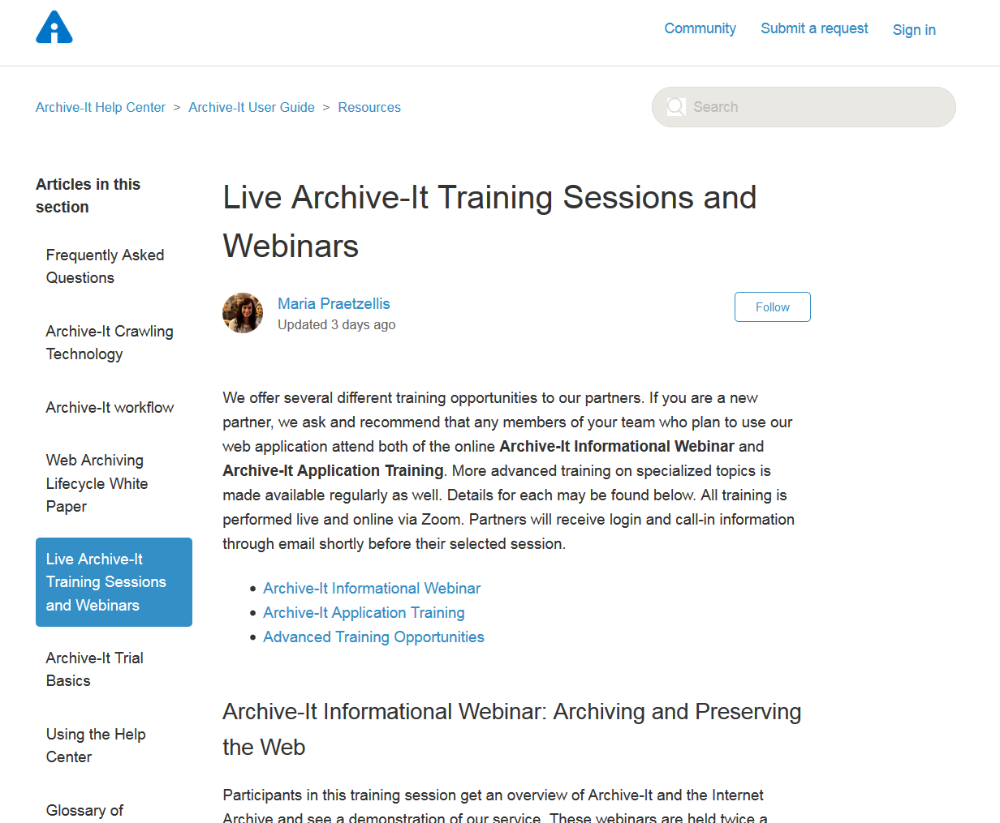 Community Submit a request Sign in
Archive-It Help Center > Archive-It User Guide > Resources
Search
Articles in this
section
Frequently Asked
Questions
Archive-It Crawling
Technology
Archive-It workflow
Web Archiving
Lifecycle White
Paper
Live Archive-It
Training Sessions
and Webinars
Archive-It Trial
Basics
Using the Help
Center
Glossary of
Live Archive-It Training Sessions and
Webinars
Maria Praetzellis
Updated 3 days ago
Follow
We offer several different training opportunities to our partners. If you are a new
partner, we ask and recommend that any members of your team who plan to use our
web application attend both of the online Archive-It Informational Webinar and
Archive-It Application Training. More advanced training on specialized topics is
made available regularly as well. Details for each may be found below. All training is
performed live and online via Zoom. Partners will receive login and call-in information
through email shortly before their selected session.
• Archive-It Informational Webinar
• Archive-It Application Training
• Advanced Training Opportunities
Archive-It Informational Webinar: Archiving and Preserving
the Web
Participants in this training session get an overview of Archive-It and the Internet
Archive and see a demonstration of our service. These webinars are held twice a